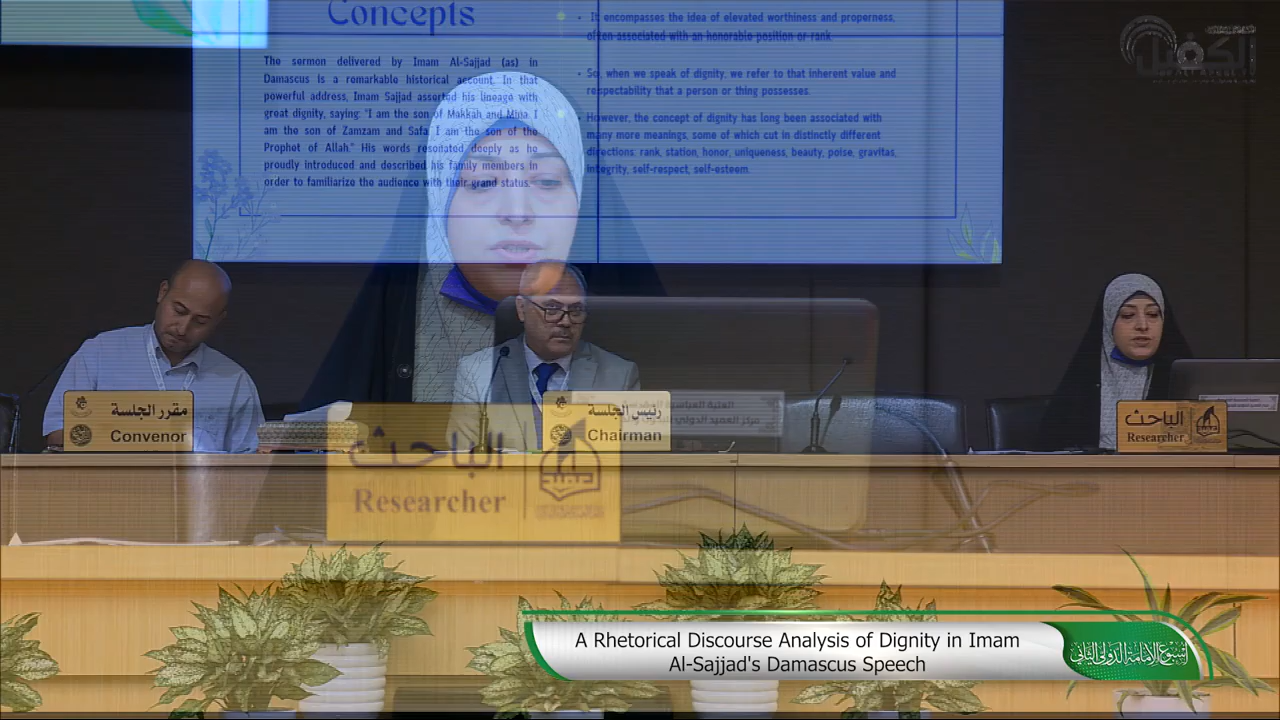 Concepts
The sermon delivered by Imam Al-Sajjad (as) in
Damascus is a remarkable historical account. In that
powerful address, Imam Sajjad asserted his lineage with
great dignity, saying: "I am the son of Makkah and Mina. I
am the son of Zamzam and Safa. I am the son of the
Prophet of Allah." His words resonated deeply as he
proudly introduced and described his family members in
order to familiarize the audience with their grand status.
• It encompasses the idea of elevated worthiness and properness,
often associated with an honorable position or rank.
• So, when we speak of dignity, we refer to that inherent value and
respectability that a person or thing possesses.
• However, the concept of dignity has long been associated with
many more meanings, some of which cut in distinctly different
directions: rank, station, honor, uniqueness, beauty, poise, gravitas,
integrity, self-respect, self-esteem.
الكفيل
مقرر الجلسة
Convenor
رئيس الجلسة
Chairman
الباحث
Researcher
الباحث
Researcher
A Rhetorical Discourse Analysis of Dignity in Imam
Al-Sajjad's Damascus Speech
أسبوع الإمامة الدولي الثاني